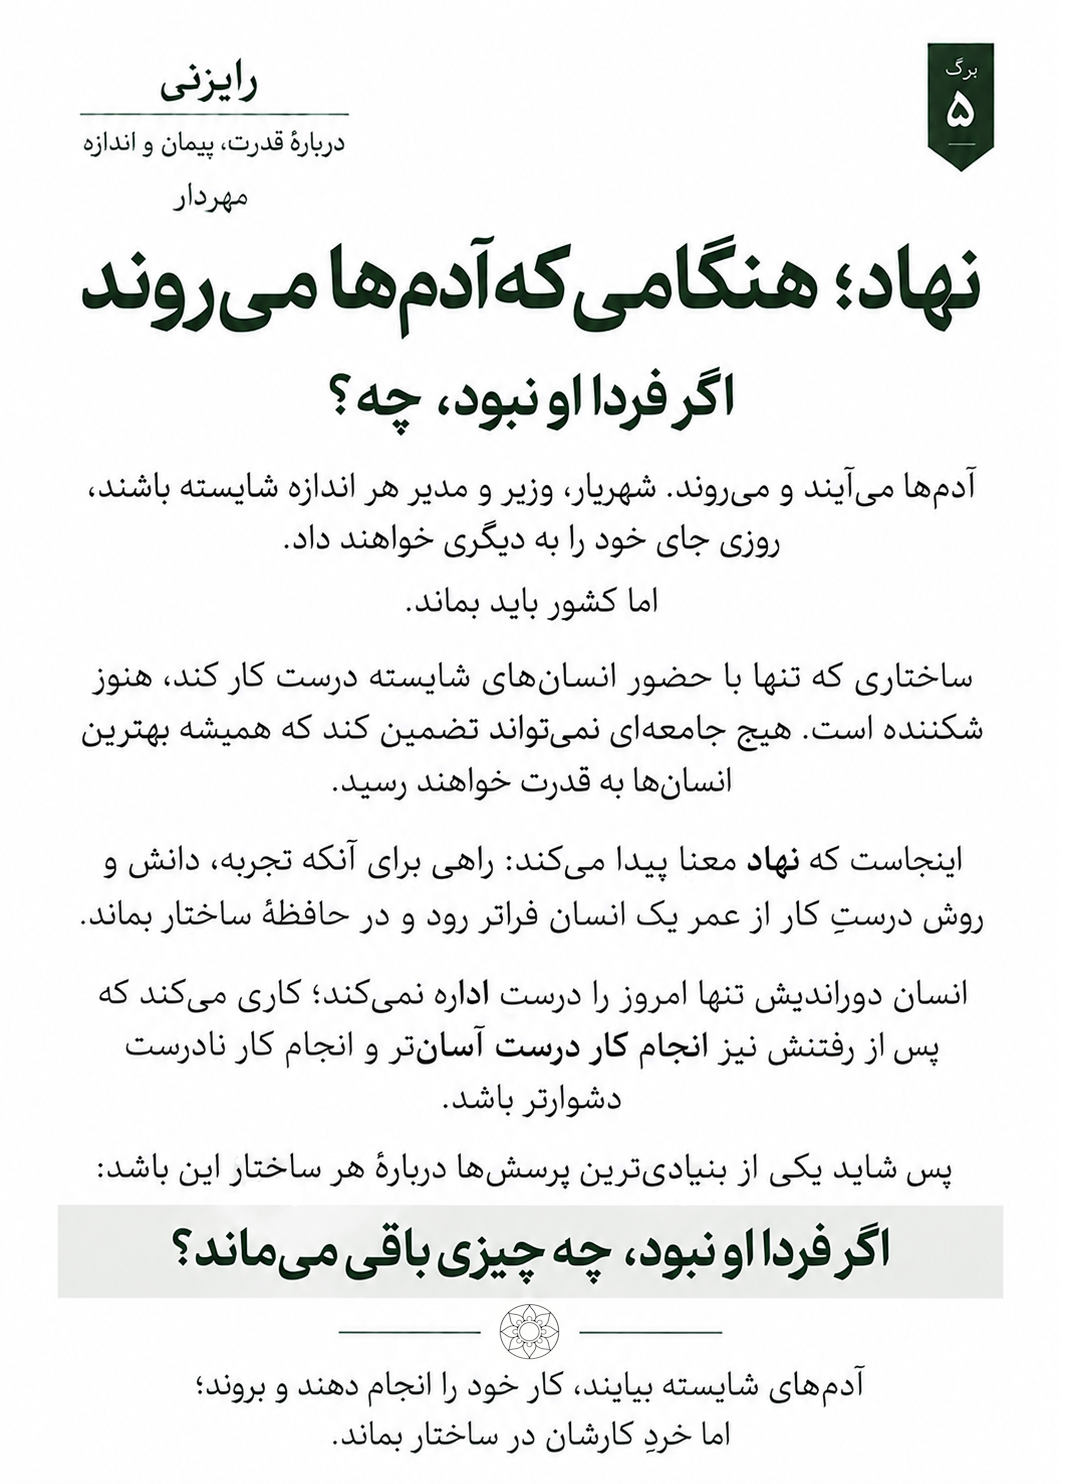 برگ
۵
رایزنی
دربارهٔ قدرت، پیمان و اندازه
مهردار
نهاد؛ هنگامی‌که‌آدم‌ها می‌روند
اگر فردا او نبود، چه؟
آدم‌ها می‌آیند و می‌روند. شهریار، وزیر و مدیر هر اندازه شایسته باشند،
روزی جای خود را به دیگری خواهند داد.
اما کشور باید بماند.
ساختاری که تنها با حضور انسان‌های شایسته درست کار کند، هنوز
شکننده است. هیچ جامعه‌ای نمی‌تواند تضمین کند که همیشه بهترین
انسان‌ها به قدرت خواهند رسید.
اینجاست که نهاد معنا پیدا می‌کند: راهی برای آنکه تجربه، دانش و
روش درستِ کار از عمر یک انسان فراتر رود و در حافظهٔ ساختار بماند.
انسان دوراندیش تنها امروز را درست اداره نمی‌کند؛ کاری می‌کند که
پس از رفتنش نیز انجام کار درست آسان‌تر و انجام کار نادرست
دشوارتر باشد.
پس شاید یکی از بنیادی‌ترین پرسش‌ها دربارهٔ هر ساختار این باشد:
اگر فردا او نبود، چه چیزی باقی می‌ماند؟
آدم‌های شایسته بیایند، کار خود را انجام دهند و بروند؛
اما خردِ کارشان در ساختار بماند.